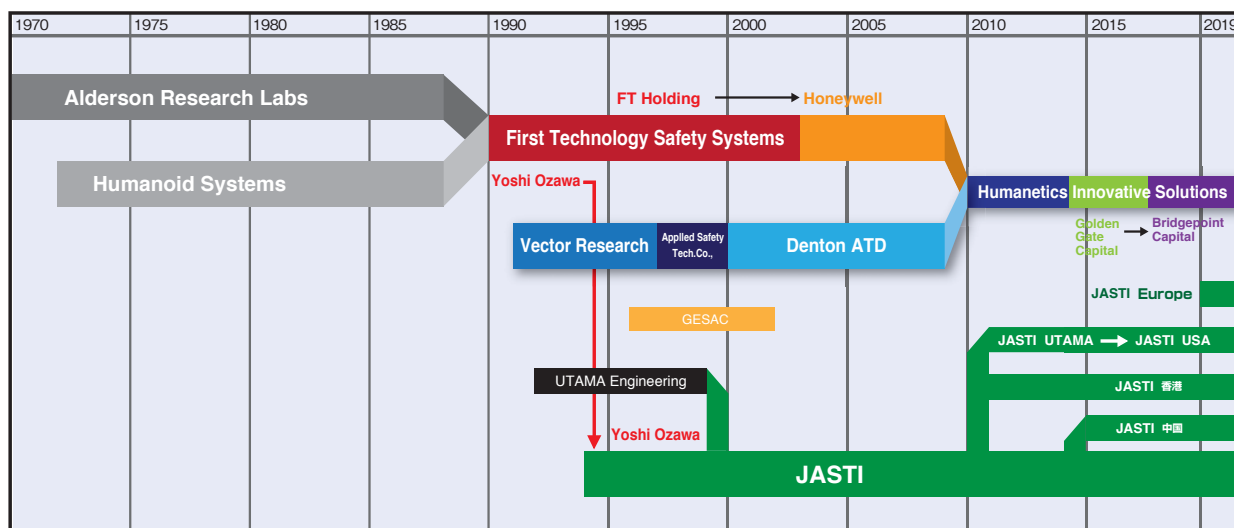 1970 1975 1980 1985 1990 1995 2000 2005 2010 2015 2019
Alderson Research Labs
FT Holding Honeywell
First Technology Safety Systems
Humanoid Systems
Yoshi Ozawa
Humanetics Innovative Solutions
Golden
Gate
Capital
Bridgepoint
Capital
Vector Research
Applied Safety
Tech.Co.,
Denton ATD
JASTI Europe
GESAC
JASTI UTAMA JASTI USA
UTAMA Engineering
JASTI 香港
Yoshi Ozawa
JASTI 中国
JASTI